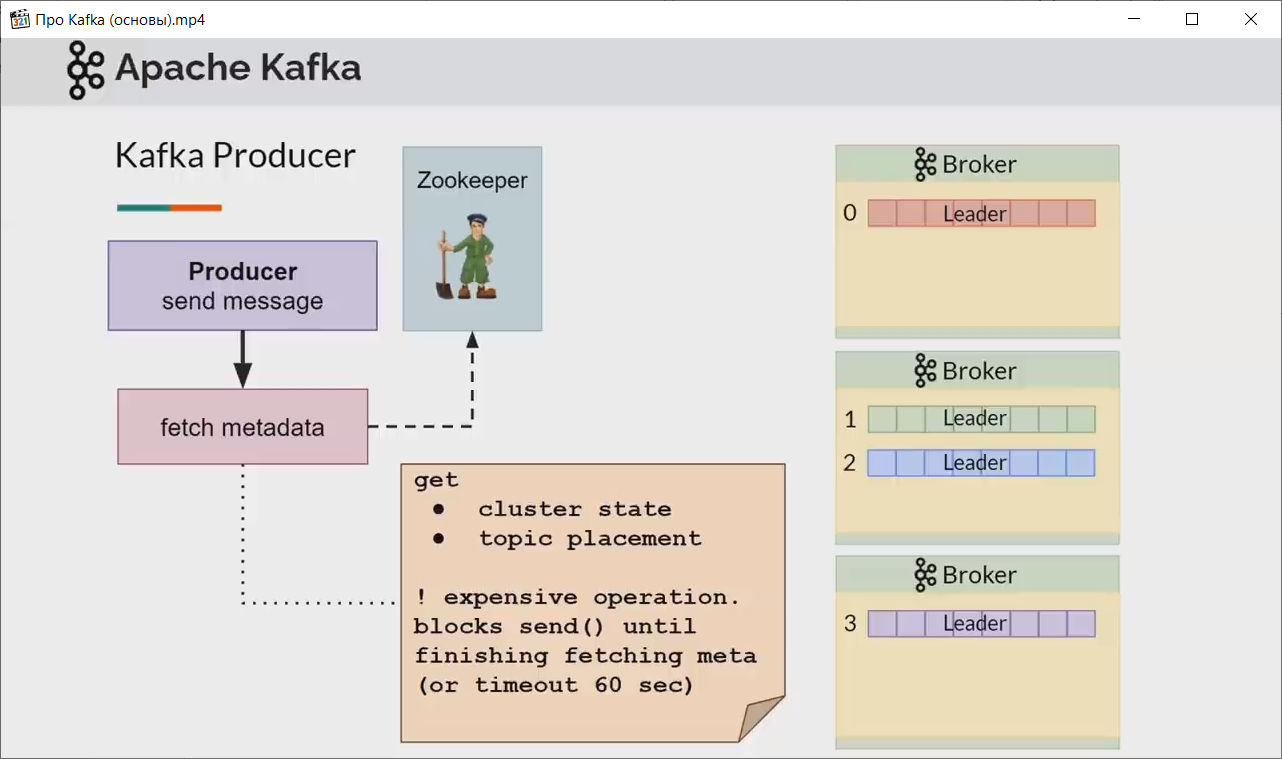 Про Kafka (основы).mp4
Apache Kafka
Kafka Producer
Producer
send message
fetch metadata
Zookeeper
get
● cluster state
● topic placement
! expensive operation.
blocks send() until
finishing fetching meta
(or timeout 60 sec)
Broker
0 Leader
Broker
1 Leader
2 Leader
Broker
3 Leader